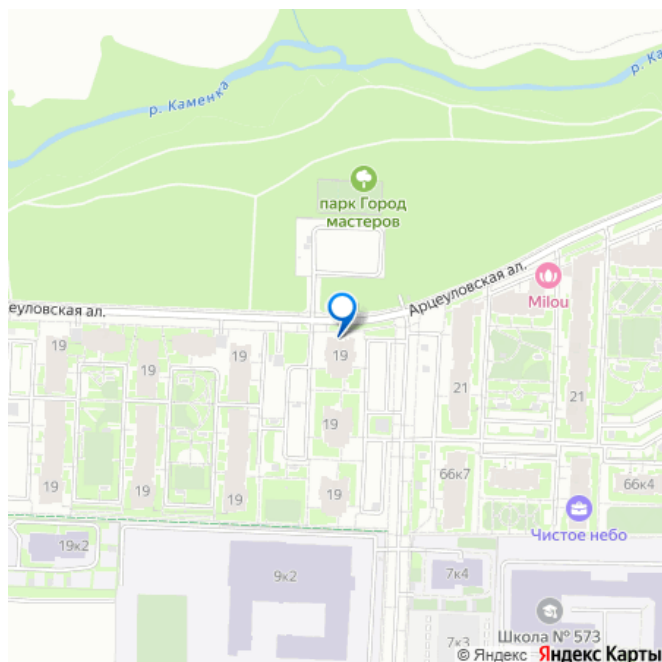 р. Каменка
р. Ка
парк Город
мастеров
Арцеуловская ал.
Milou
еуловская ал.
19
19
19
19
21
21
19
19
19
19
19
66к7
66к4
Чистое небо
19к2
9к2
7к4
Школа № 573
7к3
© Яндекс Яндекс Карты